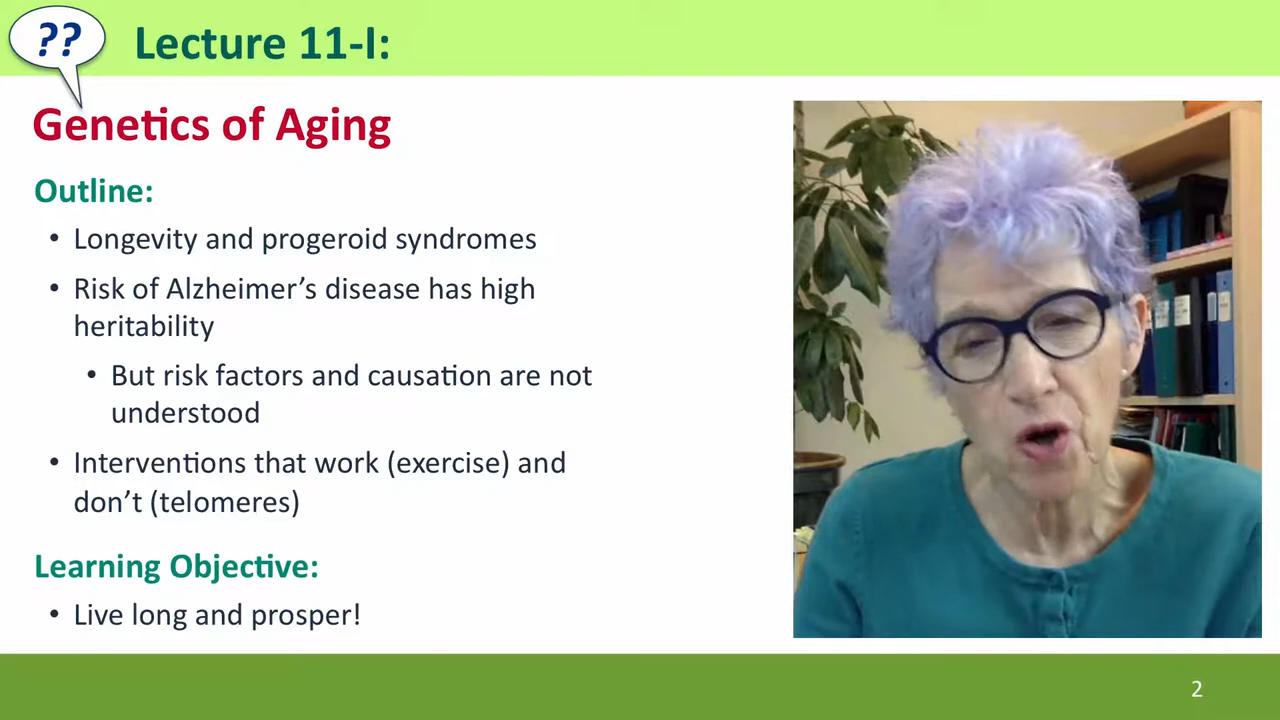 ??
Lecture 11-I:
Genetics of Aging
Outline:
• Longevity and progeroid syndromes
• Risk of Alzheimer’s disease has high
heritability
• But risk factors and causation are not
understood
• Interventions that work (exercise) and
don’t (telomeres)
Learning Objective:
• Live long and prosper!
2